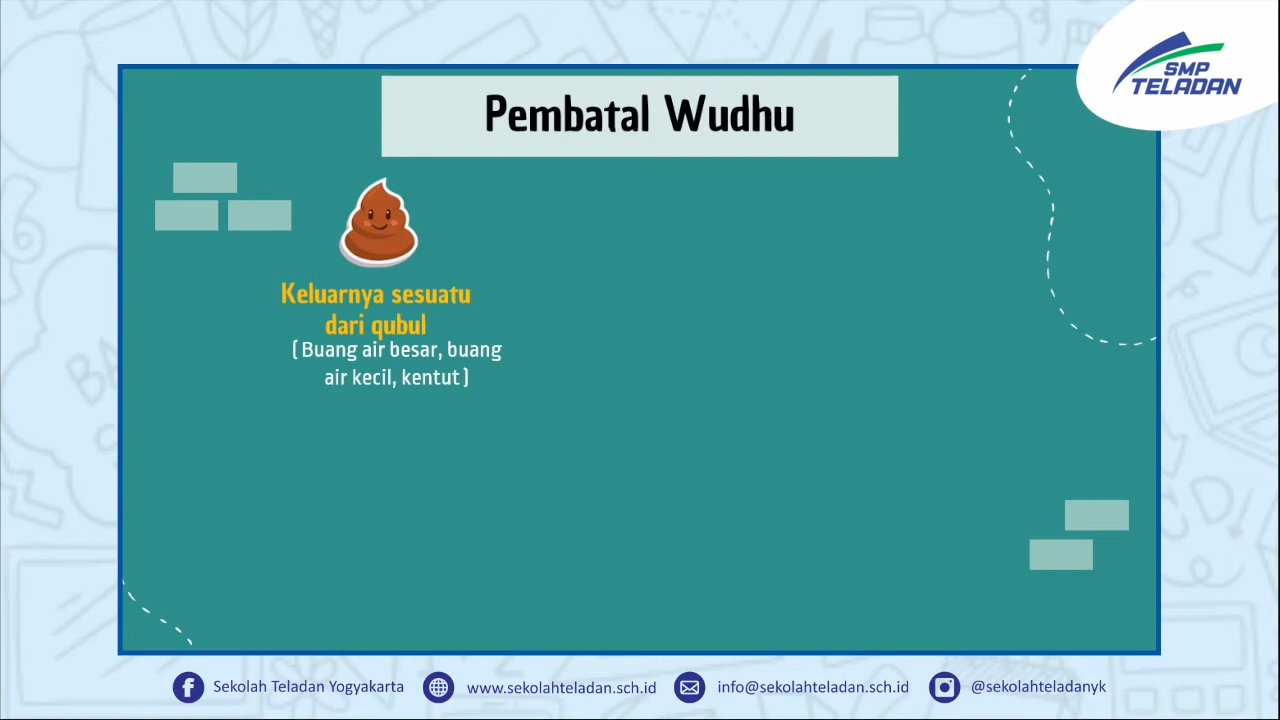 SMP
TELADAN
Pembatal Wudhu
Keluarnya sesuatu
dari qubul
(Buang air besar, buang
air kecil, kentut)
Sekolah Teladan Yogyakarta
www.sekolahteladan.sch.id
info@sekolahteladan.sch.id
@sekolahteladanyk